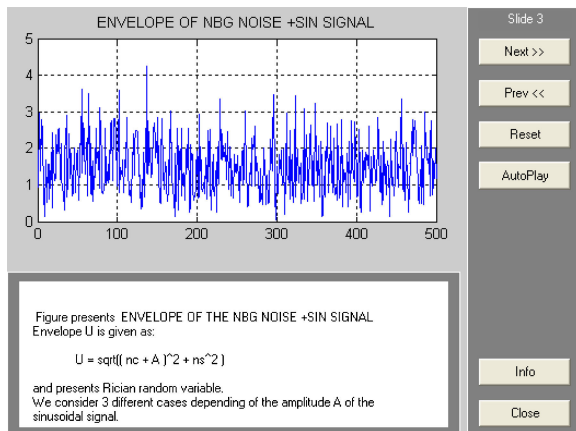 ENVELOPE OF NBG NOISE +SIN SIGNAL
5
4
3
2
1
0
0 100 200 300 400 500
Figure presents ENVELOPE OF THE NBG NOISE +SIN SIGNAL
Envelope U is given as:
U = sqrt(( nc + A )^2 + ns^2 )
and presents Rician random variable.
We consider 3 different cases depending of the amplitude A of the
sinusoidal signal.
Slide 3
Next >>
Prev <<
Reset
AutoPlay
Info
Close